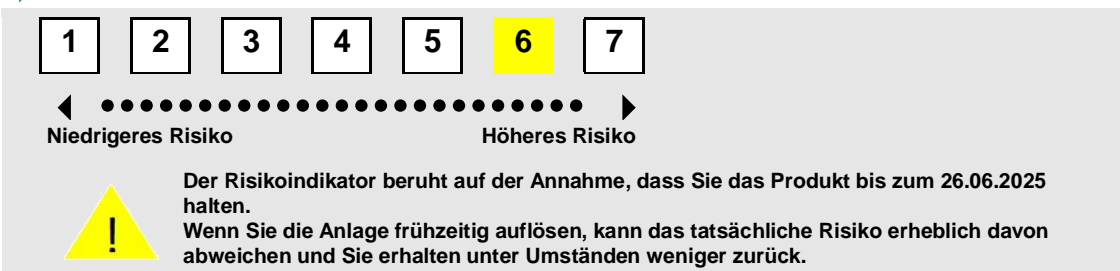 1 2 3 4 5 6 7
Niedrigeres Risiko Höheres Risiko
Der Risikoindikator beruht auf der Annahme, dass Sie das Produkt bis zum 26.06.2025
halten.
!
Wenn Sie die Anlage frühzeitig auflösen, kann das tatsächliche Risiko erheblich davon
abweichen und Sie erhalten unter Umständen weniger zurück.